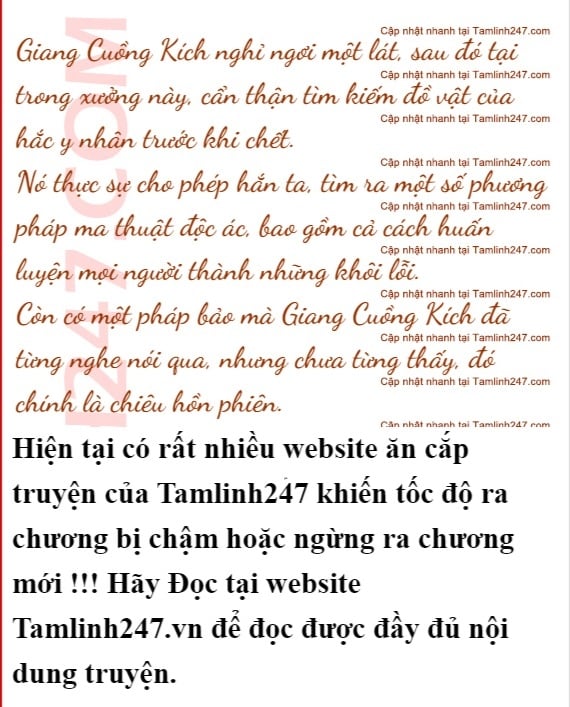 Cập nhật nhanh tại Tamlinh247.com
Giang Cuồng Kích nghỉ ngơi một lát, sau đó tại
Cập nhật nhanh tại Tamlinh247.com
trong xưởng này, cẩn thận tìm kiếm đồ vật của
Cập nhật nhanh tại Tamlinh247.com
hắc y nhân trước khi chết.
Cập nhật nhanh tại Tamlinh247.com
Nó thực sự cho phép hắn ta, tìm ra một số phương
Cập nhật nhanh tại Tamlinh247.com
pháp ma thuật độc ác, bao gồm cả cách huấn
Cập nhật nhanh tại Tamlinh247.com
luyện mọi người thành những khôi lỗi.
Cập nhật nhanh tại Tamlinh247.com
Còn có một pháp bảo mà Giang Cuồng Kích đã
Cập nhật nhanh tại Tamlinh247.com
từng nghe nói qua, nhưng chưa từng thấy, đó
Cập nhật nhanh tại Tamlinh247.com
chính là chiêu hồn phiên.
Cập nhật nhanh tại Tamlinh247.com
247.COM
Hiện tại có rất nhiều website ăn cắp
truyện của Tamlinh247 khiến tốc độ ra
chương bị chậm hoặc ngừng ra chương
mới !!! Hãy Đọc tại website
Tamlinh247.vn để đọc được đầy đủ nội
dung truyện.